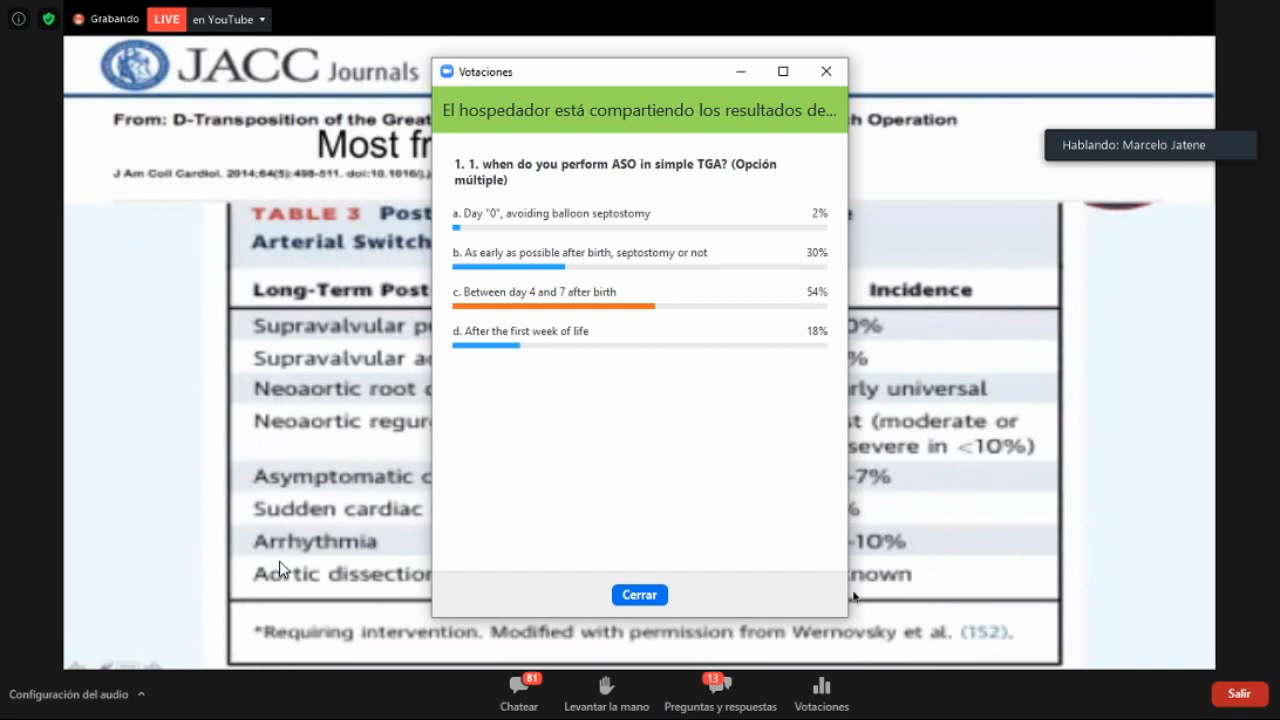 Grabando LIVE en YouTube
JACC Journals
Votaciones
El hospedador está compartiendo los resultados de...
From: D-Transposition of the Great
h Operation
Most fr
J Am Coll Cardiol. 2014;64(5):498-511. doi:10.1016/j.j
Hablando: Marcelo Jatene
1. 1. when do you perform ASO in simple TGA? (Opción
múltiple)
a. Day "0", avoiding balloon septostomy 2%
b. As early as possible after birth, septostomy or not 30%
c. Between day 4 and 7 after birth 54%
d. After the first week of life 18%
Cerrar
TABLE 3 Post
Arterial Switch
Long-Term Post
Incidence
Supravalvular p
0%
Supravalvular a
%
Neoaortic root
rly universal
Neoaortic regur
t (moderate or
severe in <10%)
Asymptomatic c
-7%
Sudden cardiac
%
Arrhythmia
-10%
Aortic dissection
nown
*Requiring intervention. Modified with permission from Wernovsky et al. (152).
Configuración del audio
81
Chatear
Levantar la mano
13
Preguntas y respuestas
Votaciones
Salir